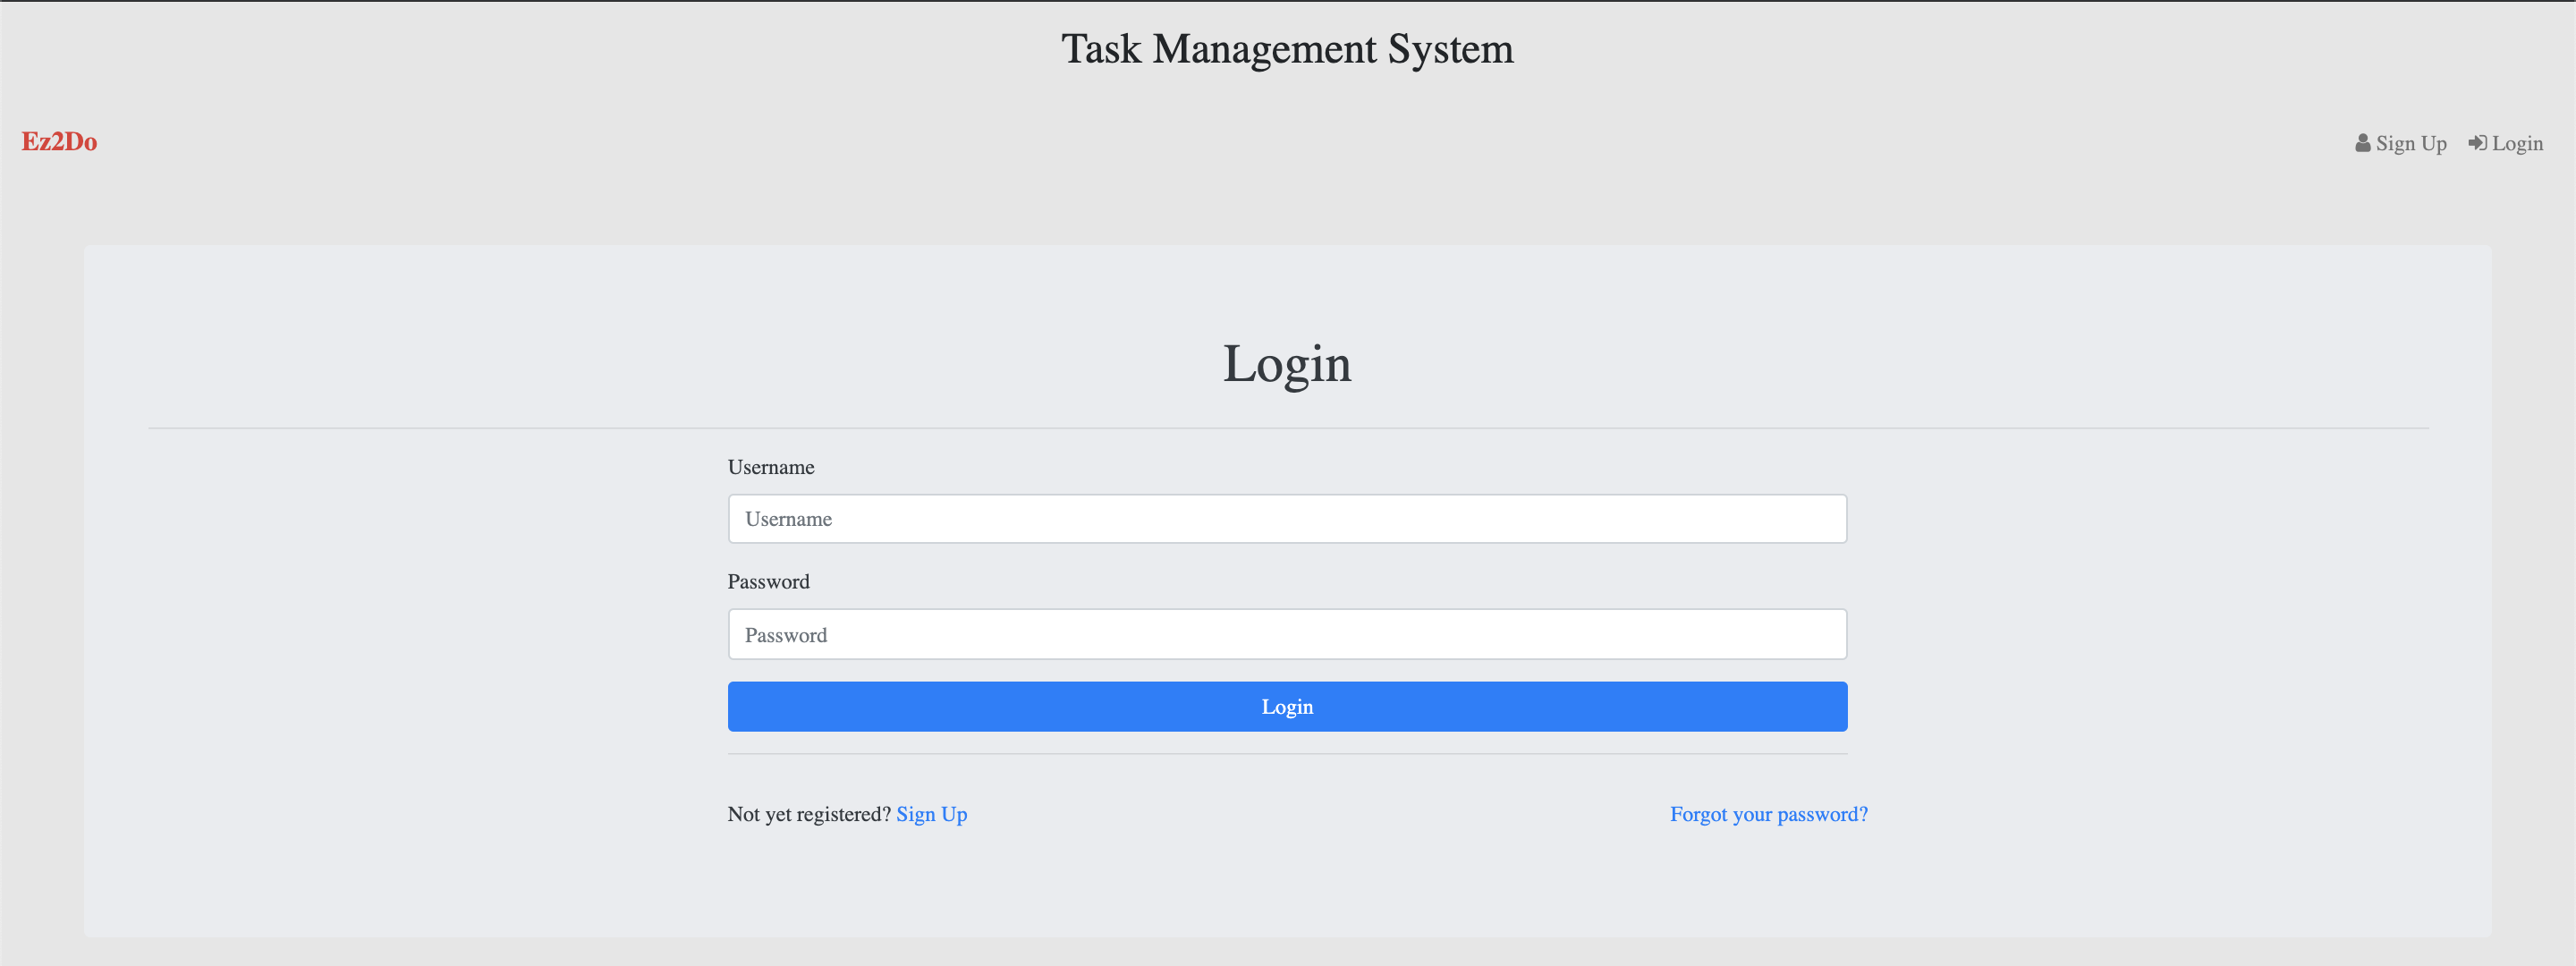 Task Management System
Ez2Do
Sign Up Login
Login
Username
Username
Password
Password
Login
Not yet registered? Sign Up
Forgot your password?